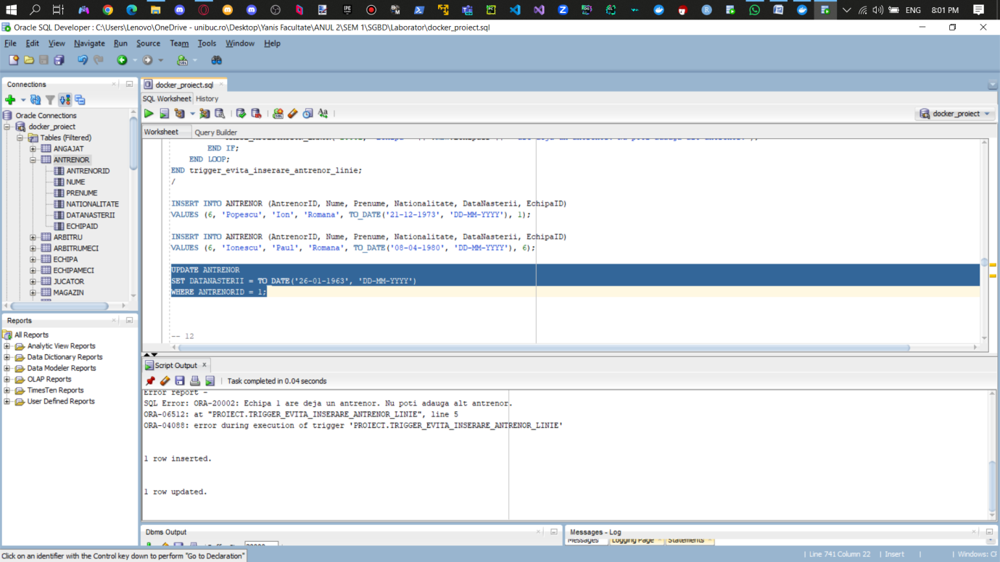 ENG 8:01 PM
Oracle SQL Developer : C:\Users\Lenovo\OneDrive - unibuc.ro\Desktop\Yanis Facultate\ANUL 2\SEM 1\SGBD\Laborator\docker_proiect.sql
File Edit View Navigate Run Source Team Tools Window Help
Connections
Oracle Connections
docker_proiect
Tables (Filtered)
ANGAJAT
ANTRENOR
ANTRENORID
NUME
PRENUME
NATIONALITATE
DATANASTERII
ECHIPAID
ARBITRU
ARBITRUMECI
ECHIPA
ECHIPAMECI
JUCATOR
MAGAZIN
Reports
All Reports
Analytic View Reports
Data Dictionary Reports
Data Modeler Reports
OLAP Reports
TimesTen Reports
User Defined Reports
docker_proiect.sql
SQL Worksheet History
docker_proiect
Worksheet Query Builder
END IF;
END LOOP;
END trigger_evita_inserare_antrenor_linie;
/
INSERT INTO ANTRENOR (AntrenorID, Nume, Prenume, Nationalitate, DataNasterii, EchipaID)
VALUES (6, 'Popescu', 'Ion', 'Romana', TO_DATE('21-12-1973', 'DD-MM-YYYY'), 1);
INSERT INTO ANTRENOR (AntrenorID, Nume, Prenume, Nationalitate, DataNasterii, EchipaID)
VALUES (6, 'Ionescu', 'Paul', 'Romana', TO_DATE('08-04-1980', 'DD-MM-YYYY'), 6);
UPDATE ANTRENOR
SET DATANASTERII = TO_DATE('26-01-1963', 'DD-MM-YYYY')
WHERE ANTRENORID = 1;
-- 12
Script Output
Task completed in 0.04 seconds
Error report -
SQL Error: ORA-20002: Echipa 1 are deja un antrenor. Nu poti adauga alt antrenor.
ORA-06512: at "PROIECT.TRIGGER_EVITA_INSERARE_ANTRENOR_LINIE", line 5
ORA-04088: error during execution of trigger 'PROIECT.TRIGGER_EVITA_INSERARE_ANTRENOR_LINIE'
1 row inserted.
1 row updated.
Dbms Output
Messages - Log
Messages Logging Page Statements
Click on an identifier with the Control key down to perform "Go to Declaration"
Line 741 Column 22 Insert Windows: CF